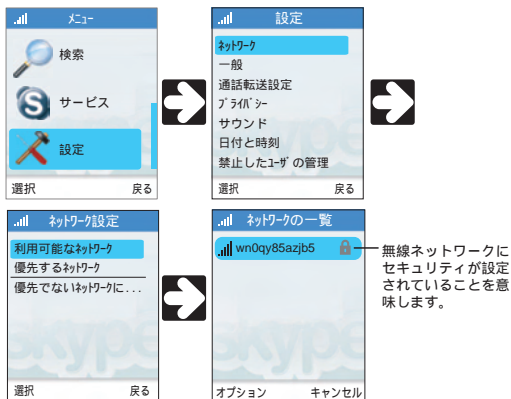 ﾒﾆｭｰ
検索
サービス
設定
選択 戻る
設定
ﾈｯﾄﾜｰｸ
一般
通話転送設定
ﾌﾟﾗｲﾊﾞｼｰ
サウンド
日付と時刻
禁止したﾕｰｻﾞの管理
選択 戻る
ﾈｯﾄﾜｰｸ設定
利用可能なﾈｯﾄﾜｰｸ
優先するﾈｯﾄﾜｰｸ
優先でないﾈｯﾄﾜｰｸに...
skype
選択 戻る
ﾈｯﾄﾜｰｸの一覧
wn0qy85azjb5
skype
オプション キャンセル
無線ネットワークに
セキュリティが設定
されていることを意
味します。